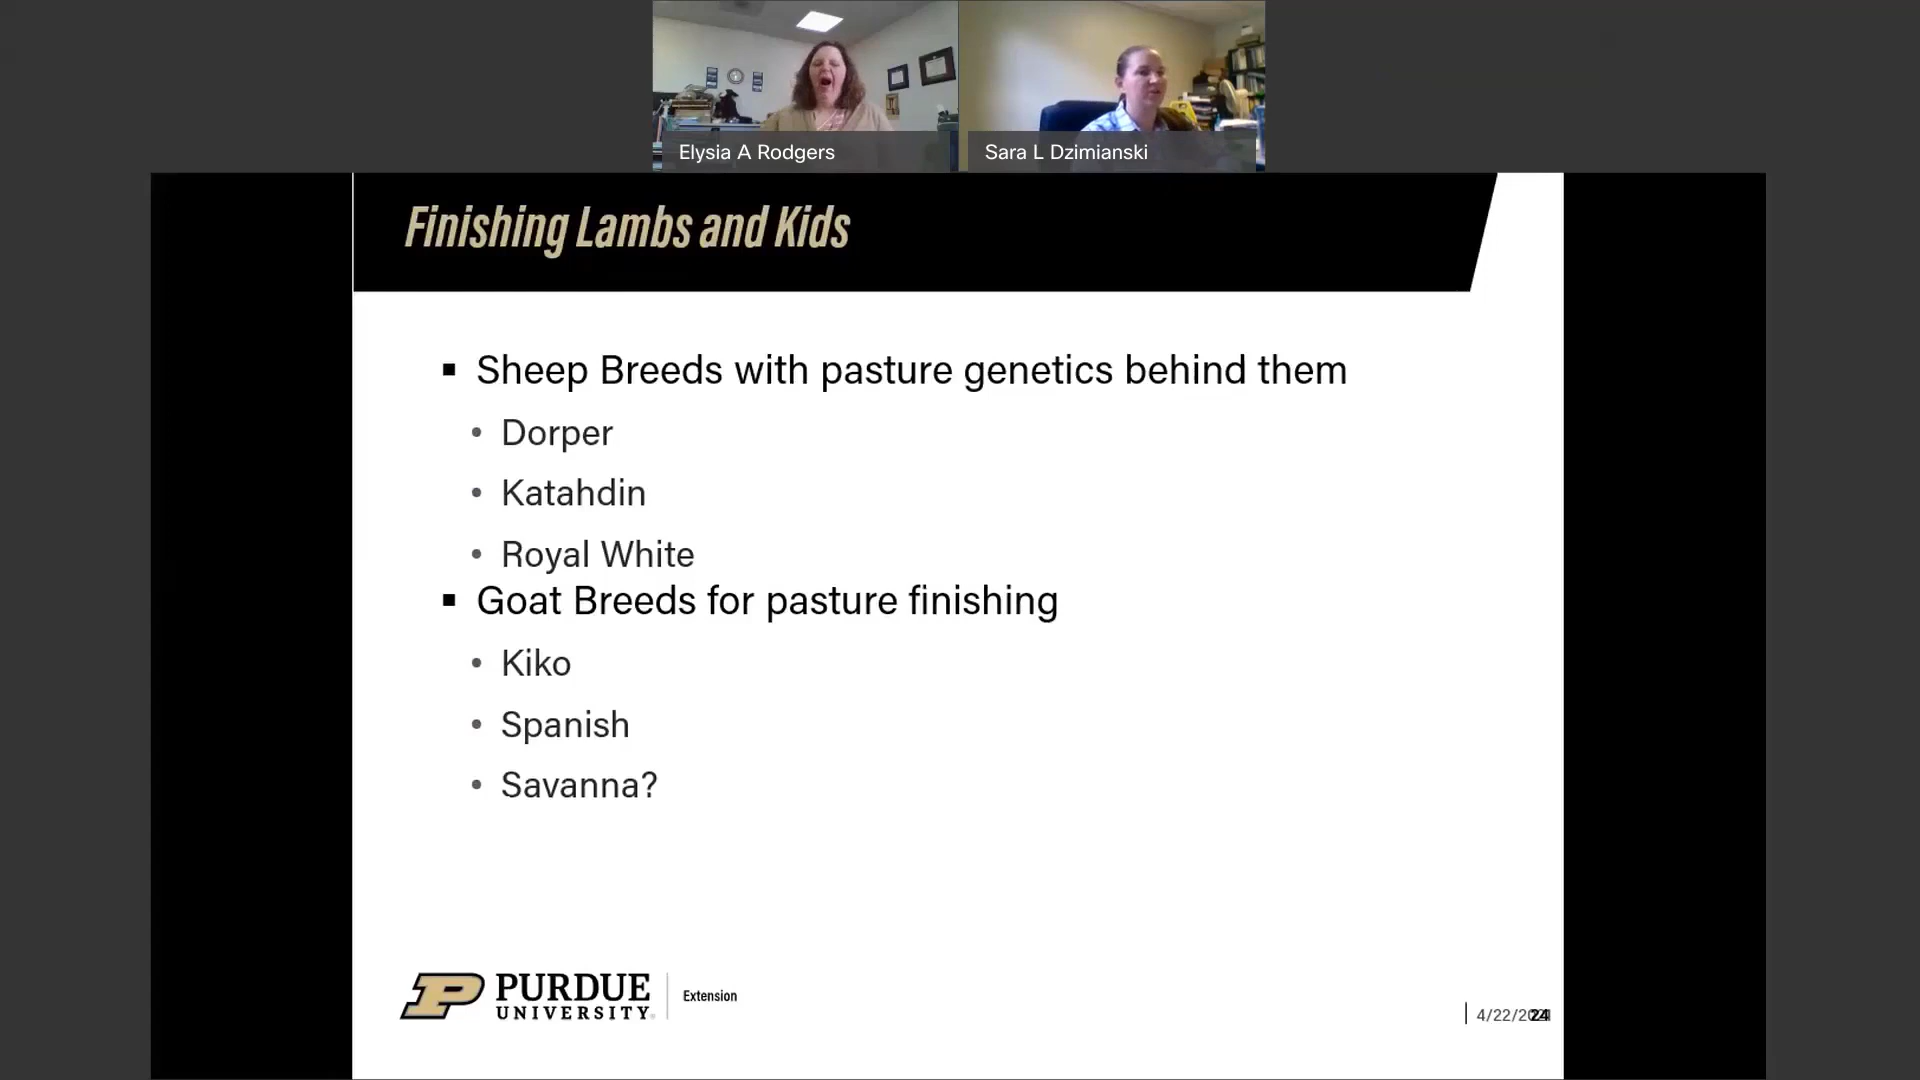 Elysia A Rodgers
Sara L Dzimianski
Finishing Lambs and Kids
Sheep Breeds with pasture genetics behind them
Dorper
Katahdin
Royal White
Goat Breeds for pasture finishing
Kiko
Spanish
Savanna?
PURDUE
UNIVERSITY
Extension
24